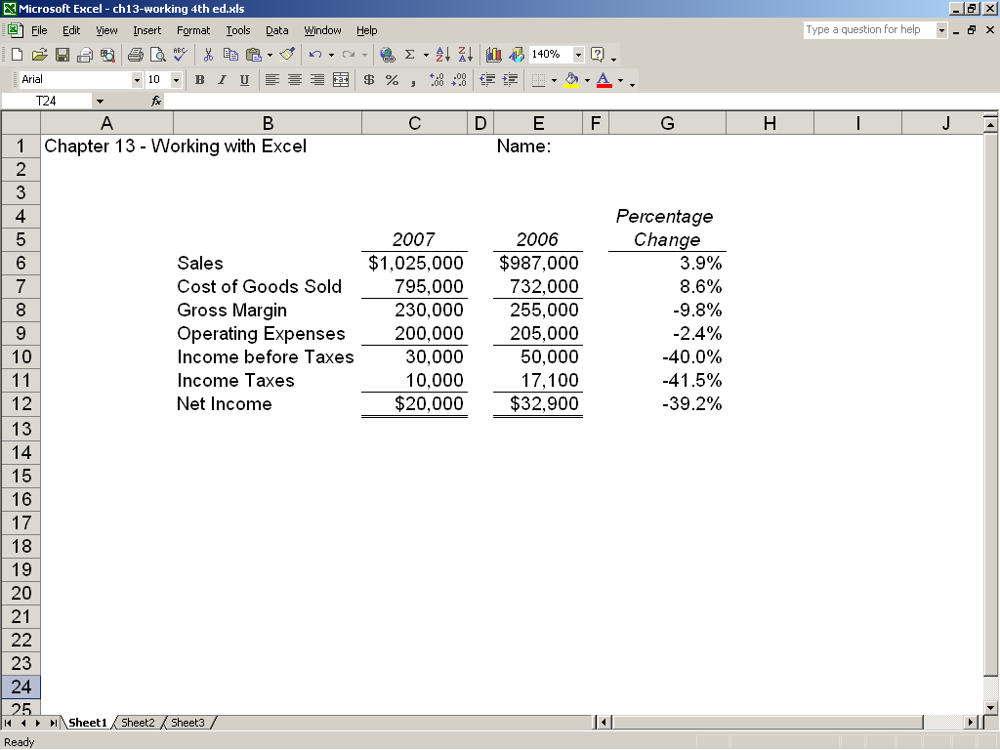 Microsoft Excel - ch13-working 4th ed.xls
File Edit View Insert Format Tools Data Window Help Type a question for help
140%
Arial 10 B I U $ % ,
T24 fx
A B C D E F G H I J
1 Chapter 13 - Working with Excel Name:
2
3
4 Percentage
5 2007 2006 Change
6 Sales $1,025,000 $987,000 3.9%
7 Cost of Goods Sold 795,000 732,000 8.6%
8 Gross Margin 230,000 255,000 -9.8%
9 Operating Expenses 200,000 205,000 -2.4%
10 Income before Taxes 30,000 50,000 -40.0%
11 Income Taxes 10,000 17,100 -41.5%
12 Net Income $20,000 $32,900 -39.2%
13
14
15
16
17
18
19
20
21
22
23
24
25
Sheet1 Sheet2 Sheet3
Ready